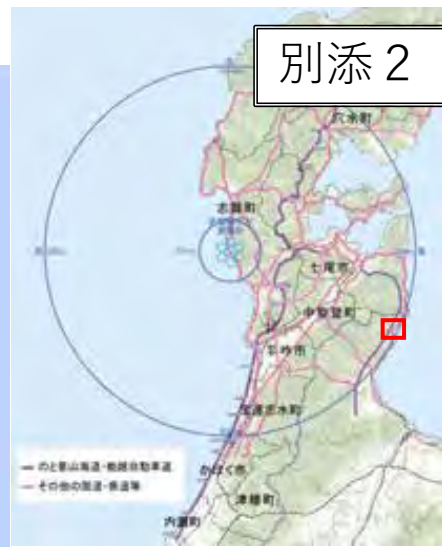 別添２
穴水町
志賀町
七尾市
中能登町
羽咋市
宝達志水町
かほく市
津幡町
内灘町
のと里山海道・能越自動車道
その他の国道・県道等